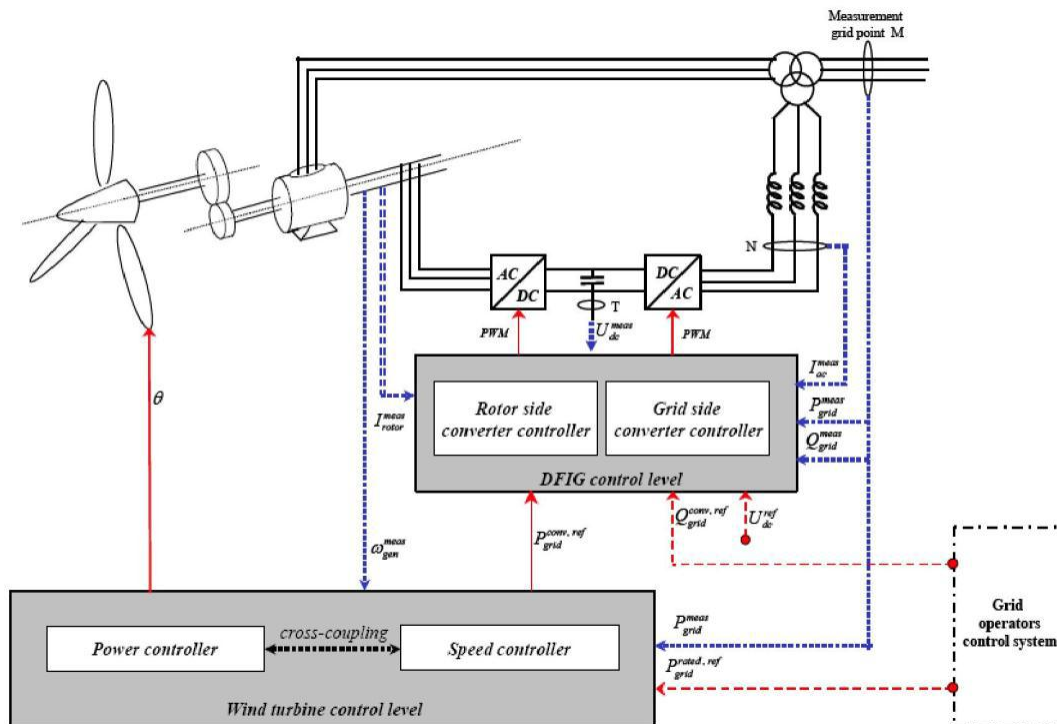 Measurement
grid point M
N
AC
DC
DC
AC
T
PWM
U_dc^meas
PWM
I_ac^meas
θ
I_rotor^meas
Rotor side
converter controller
Grid side
converter controller
P_grid^meas
Q_grid^meas
DFIG control level
ω_gen^meas
P_grid^conv, ref
Q_grid^conv, ref
U_dc^ref
Grid
operators
control system
cross-coupling
Power controller
Speed controller
P_grid^meas
P_grid^rated, ref
Wind turbine control level